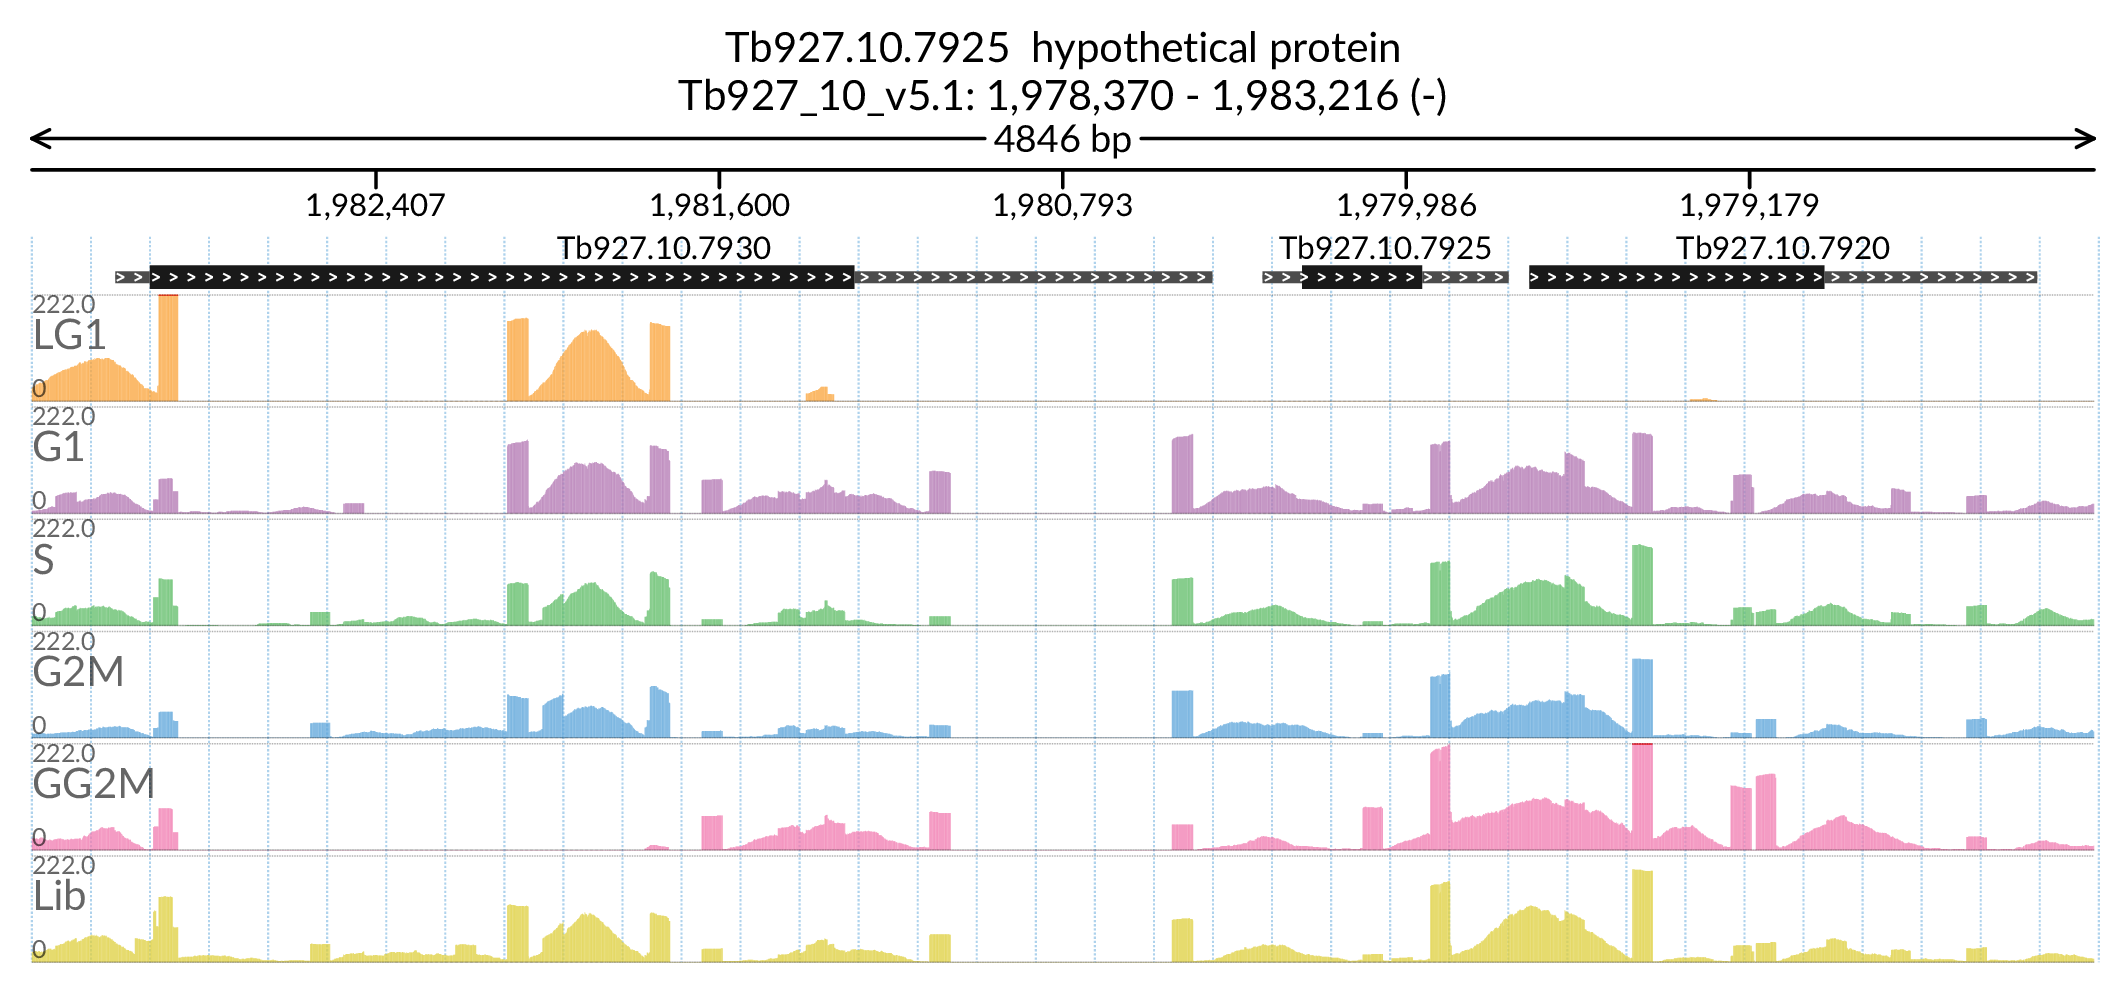 Tb927.10.7925  hypothetical protein
Tb927_10_v5.1: 1,978,370 - 1,983,216 (-)
4846 bp
1,982,407 1,981,600 1,980,793 1,979,986 1,979,179
Tb927.10.7930 Tb927.10.7925 Tb927.10.7920
222.0
LG1
0
222.0
G1
0
222.0
S
0
222.0
G2M
0
222.0
GG2M
0
222.0
Lib
0